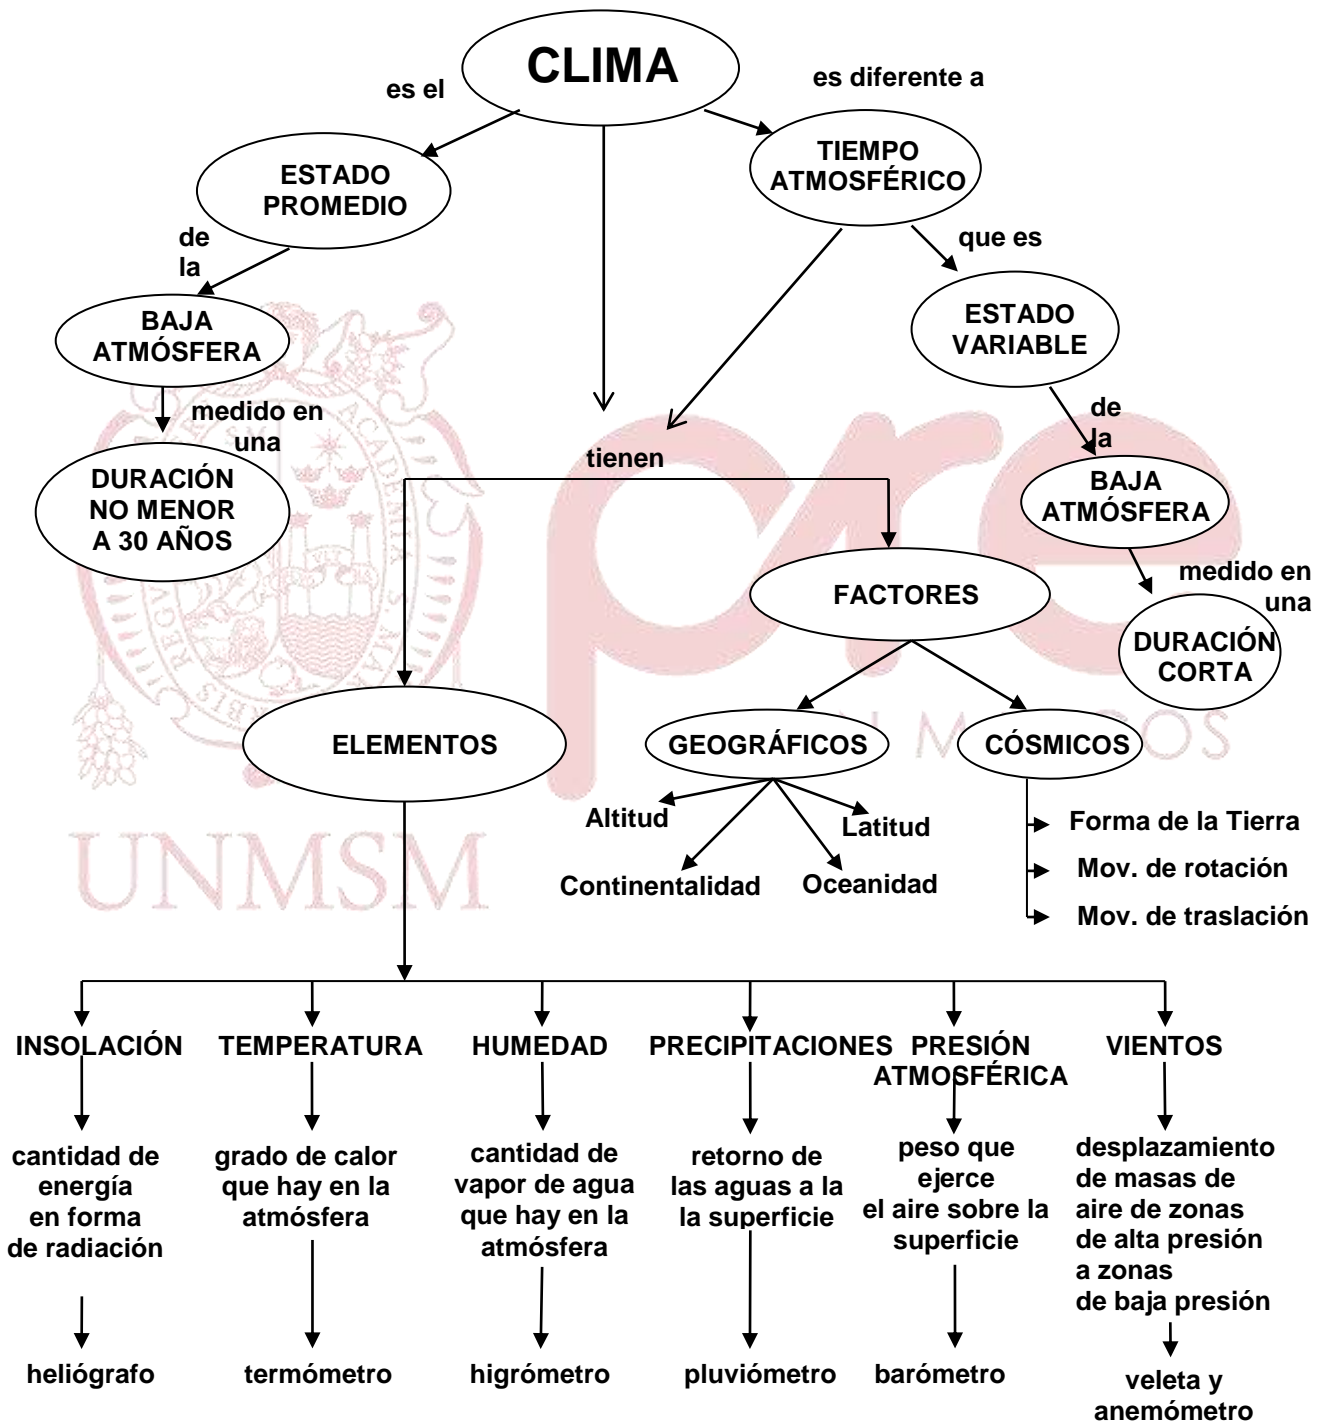 CLIMA
es el
es diferente a
ESTADO
PROMEDIO
TIEMPO
ATMOSFÉRICO
de
la
que es
BAJA
ATMÓSFERA
ESTADO
VARIABLE
medido en
una
de
la
DURACIÓN
NO MENOR
A 30 AÑOS
tienen
BAJA
ATMÓSFERA
medido en
una
FACTORES
DURACIÓN
CORTA
ELEMENTOS
GEOGRÁFICOS
CÓSMICOS
Altitud
Latitud
Continentalidad
Oceanidad
Forma de la Tierra
Mov. de rotación
Mov. de traslación
pre
UNMSM
INSOLACIÓN
TEMPERATURA
HUMEDAD
PRECIPITACIONES
PRESIÓN
ATMOSFÉRICA
VIENTOS
cantidad de
energía
en forma
de radiación
grado de calor
que hay en la
atmósfera
cantidad de
vapor de agua
que hay en la
atmósfera
retorno de
las aguas a la
la superficie
peso que
ejerce
el aire sobre la
superficie
desplazamiento
de masas de
aire de zonas
de alta presión
a zonas
de baja presión
heliógrafo
termómetro
higrómetro
pluviómetro
barómetro
veleta y
anemómetro